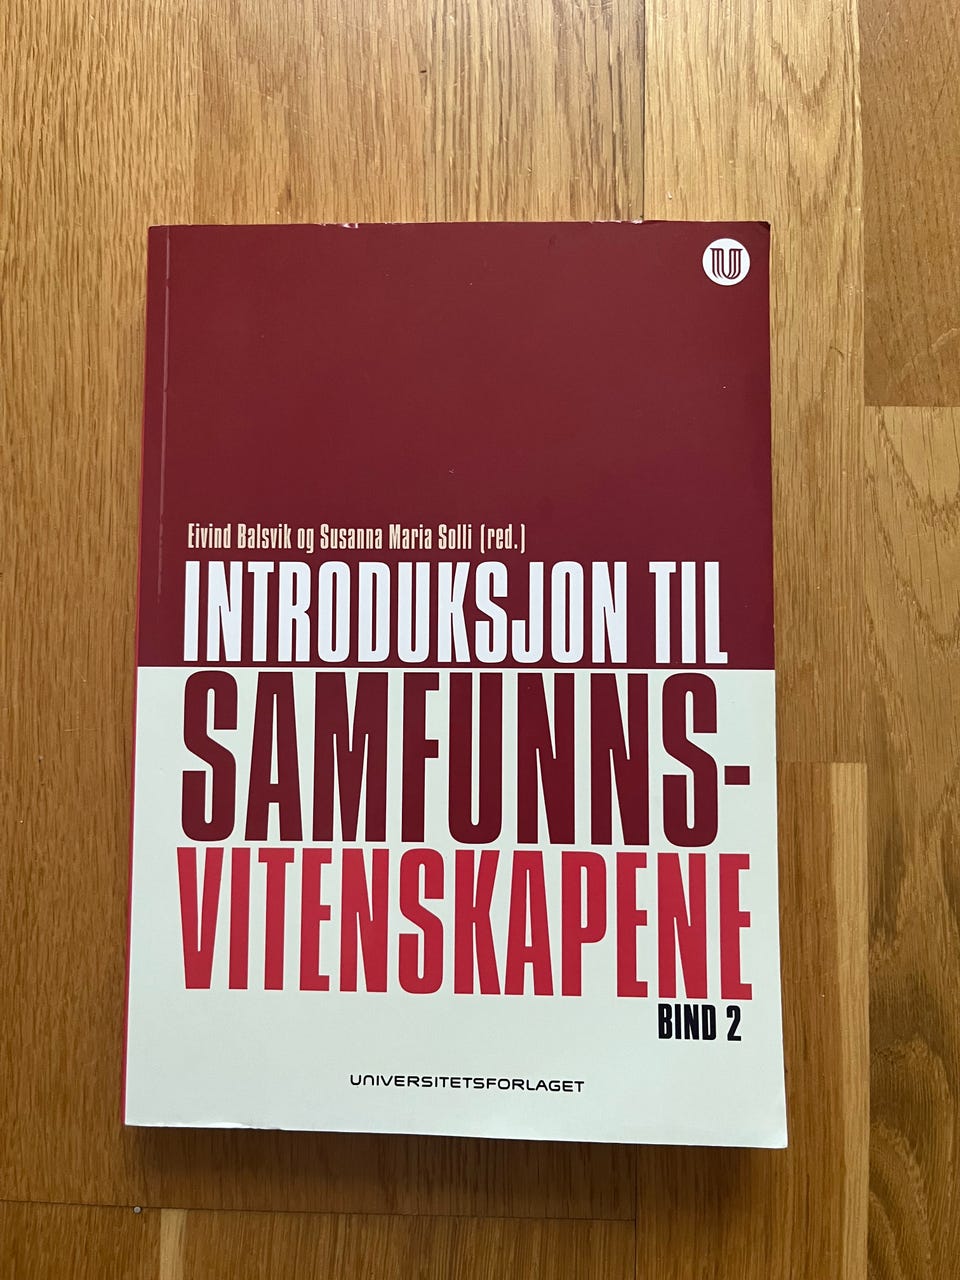 U
Eivind Balsvik og Susanna Maria Solli (red.)
INTRODUKSJON TIL
SAMFUNNS-
VITENSKAPENE
BIND 2
UNIVERSITETSFORLAGET